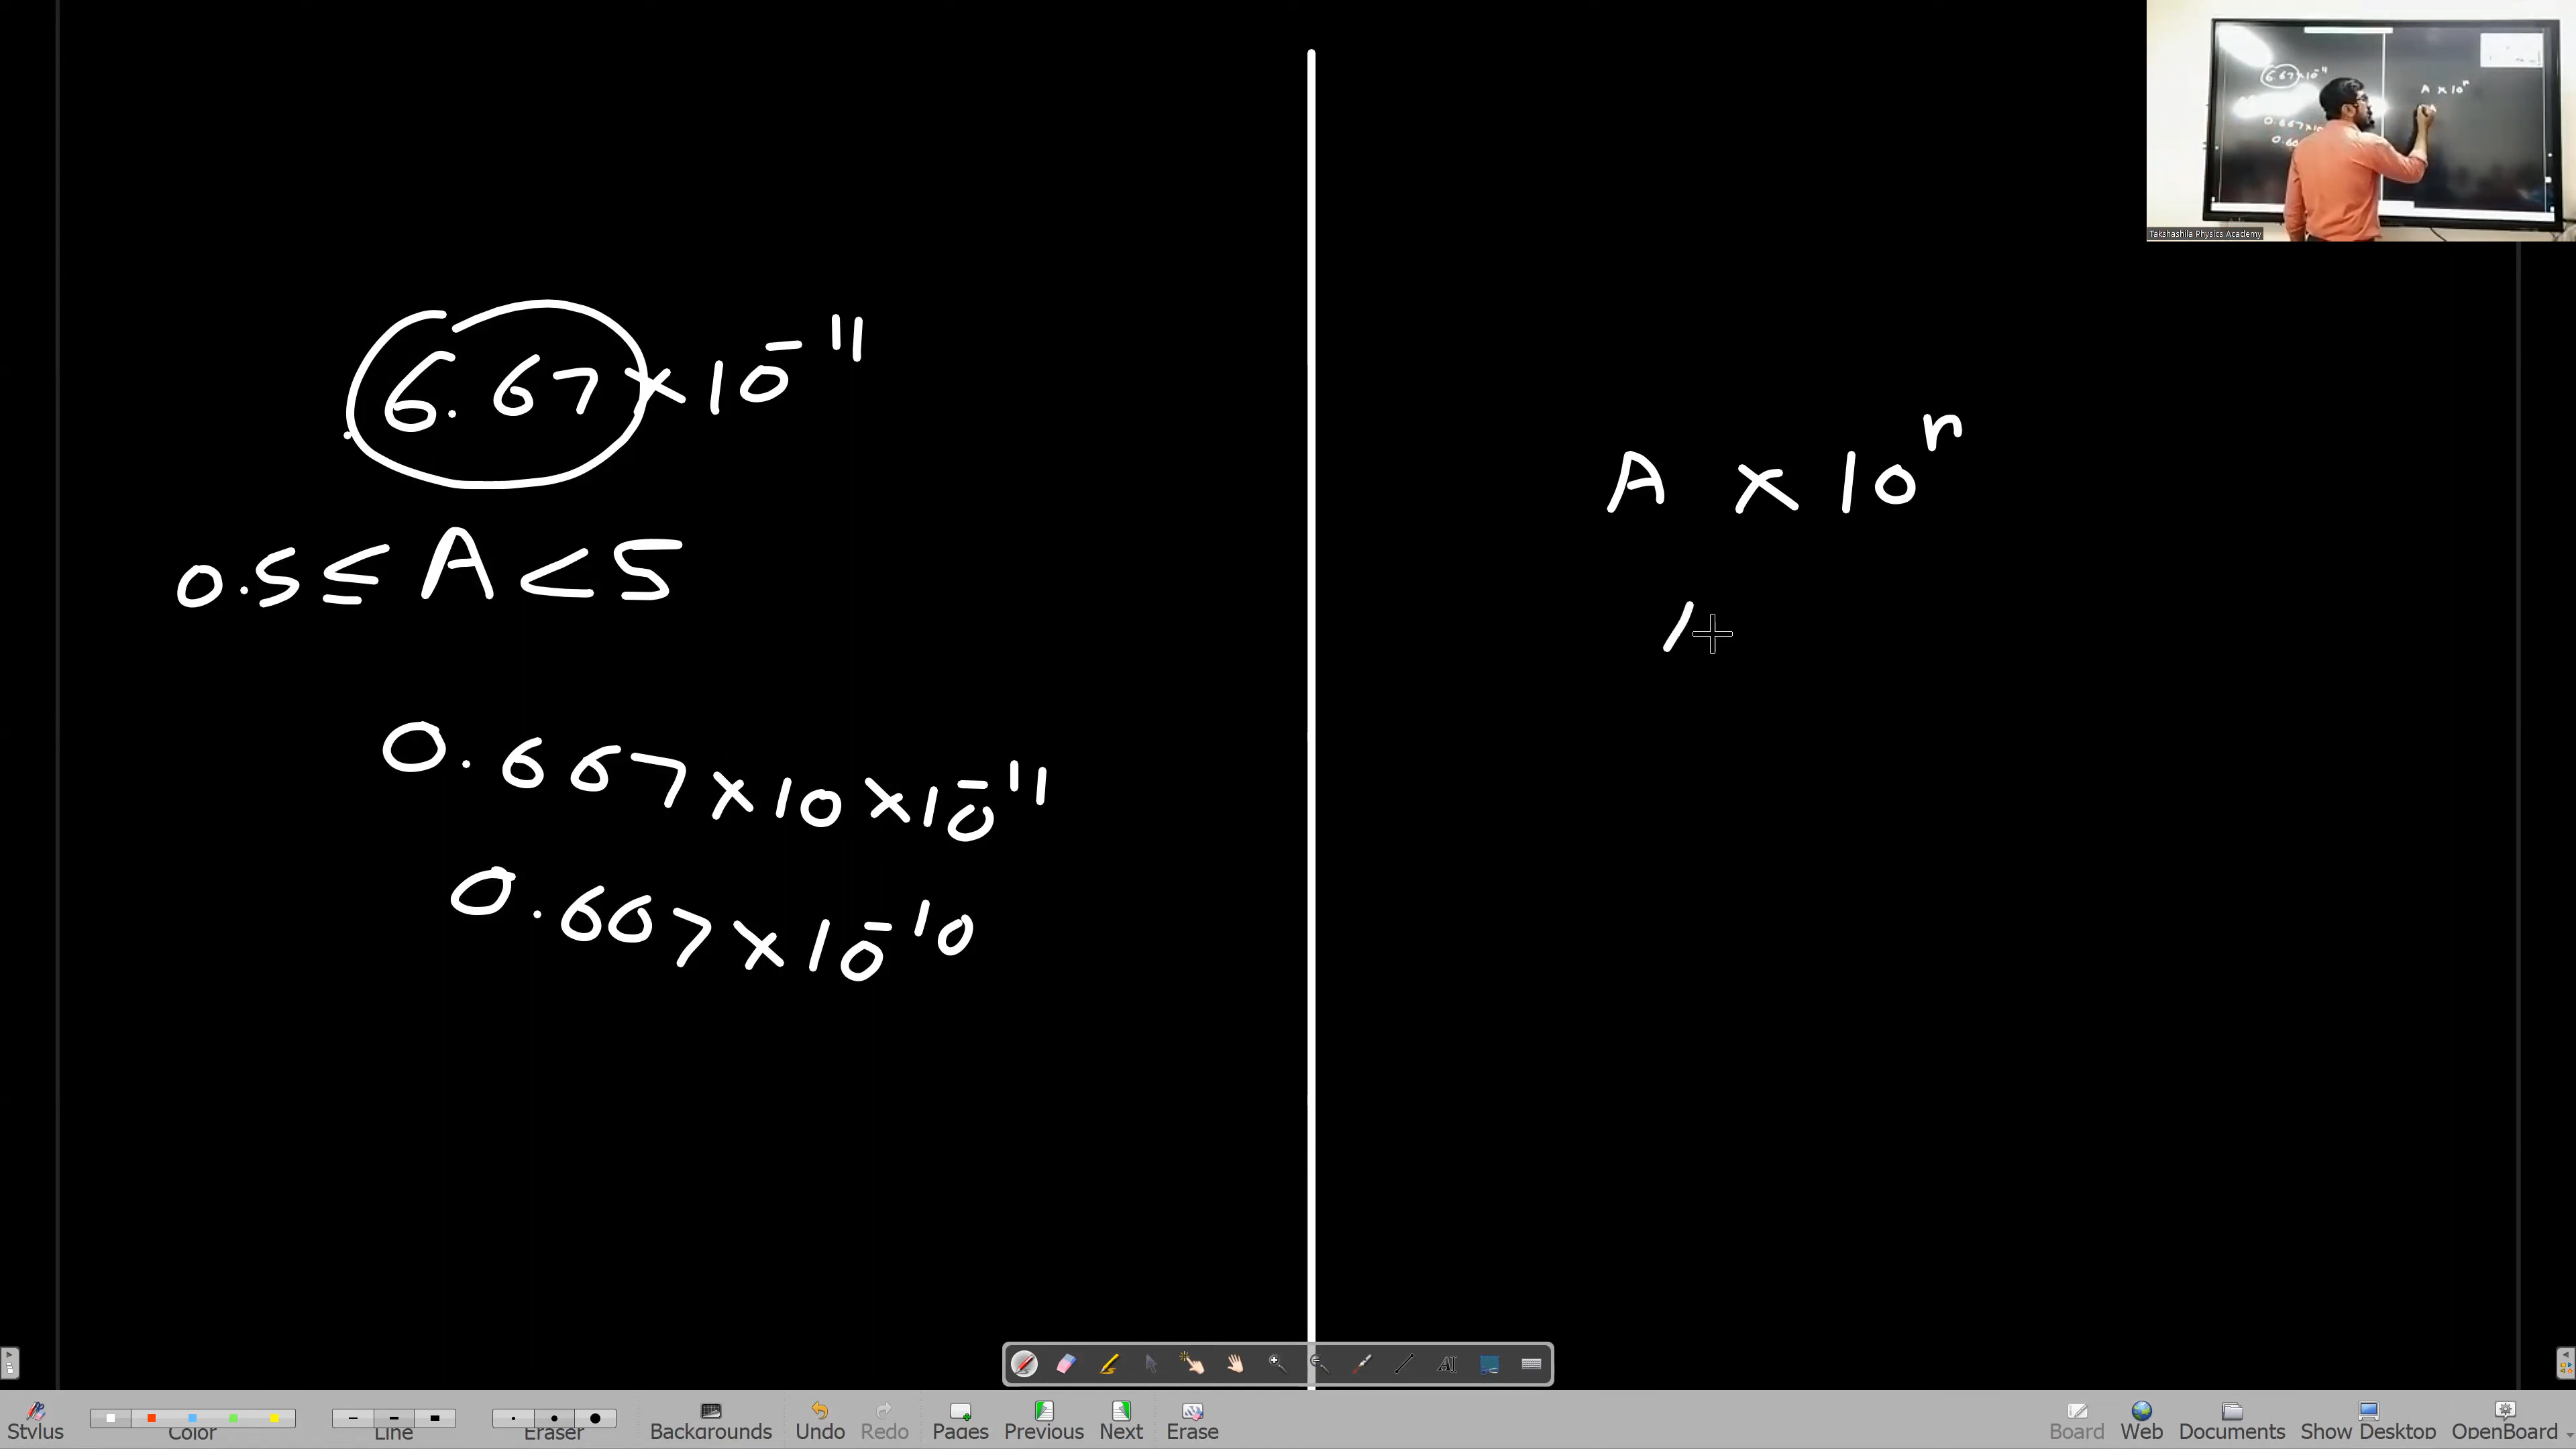 6.67 × 10⁻¹¹
0.5 ≤ A < 5
0.667 × 10 × 10⁻¹¹
0.667 × 10⁻¹⁰
A × 10ⁿ
Takshashila Physics Academy
Stylus
Color
Line
Eraser
Backgrounds
Undo
Redo
Pages
Previous
Next
Erase
Board
Web
Documents
Show Desktop
OpenBoard